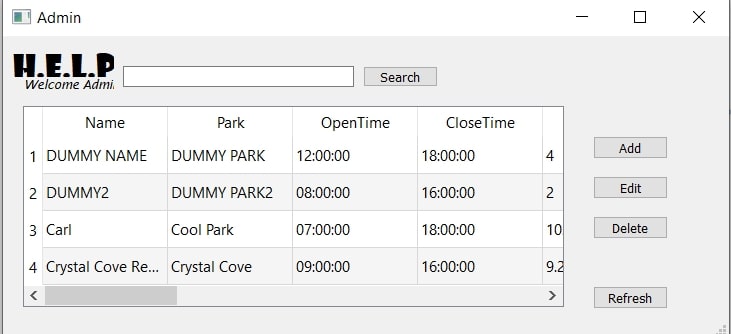 Admin
H.E.L.P
Welcome Admi
Search
Name Park OpenTime CloseTime
1 DUMMY NAME DUMMY PARK 12:00:00 18:00:00 4
2 DUMMY2 DUMMY PARK2 08:00:00 16:00:00 2
3 Carl Cool Park 07:00:00 18:00:00 10
4 Crystal Cove Re... Crystal Cove 09:00:00 16:00:00 9.2
Add
Edit
Delete
Refresh